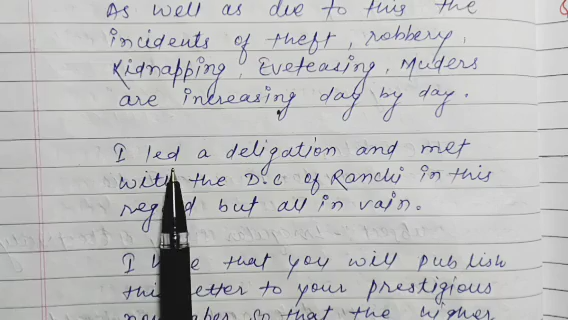 As well as due to this the
incidents of theft, robbery,
Kidnapping, Eveteasing, Muders
are increasing day by day.
I led a deligation and met
with the D.C of Ranchi in this
but all in vain.
I that you will publish
to your prestigious
so that the higher